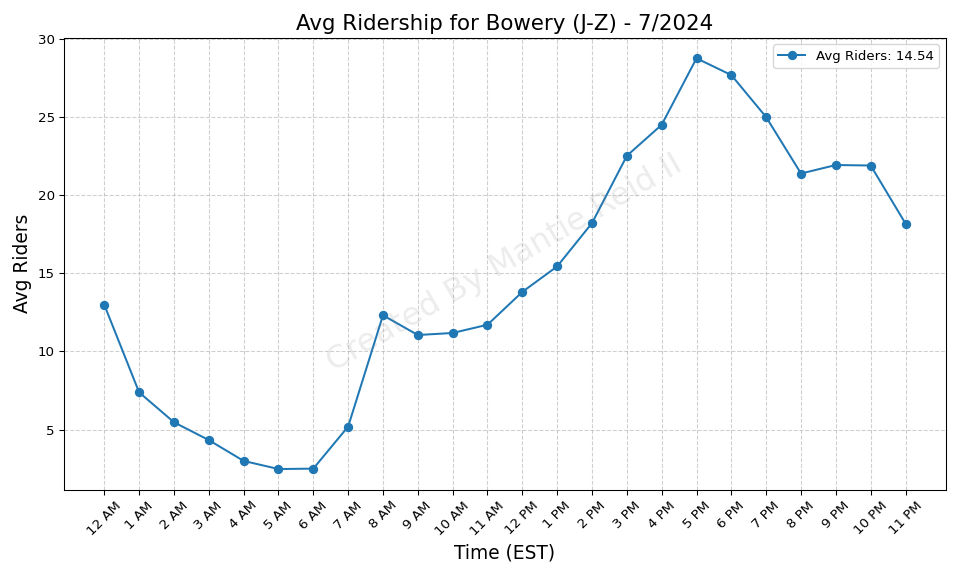 Avg Ridership for Bowery (J-Z) - 7/2024
Avg Riders: 14.54
30
25
20
15
10
5
Avg Riders
Created By Mantle Reid II
12 AM
1 AM
2 AM
3 AM
4 AM
5 AM
6 AM
7 AM
8 AM
9 AM
10 AM
11 AM
12 PM
1 PM
2 PM
3 PM
4 PM
5 PM
6 PM
7 PM
8 PM
9 PM
10 PM
11 PM
Time (EST)